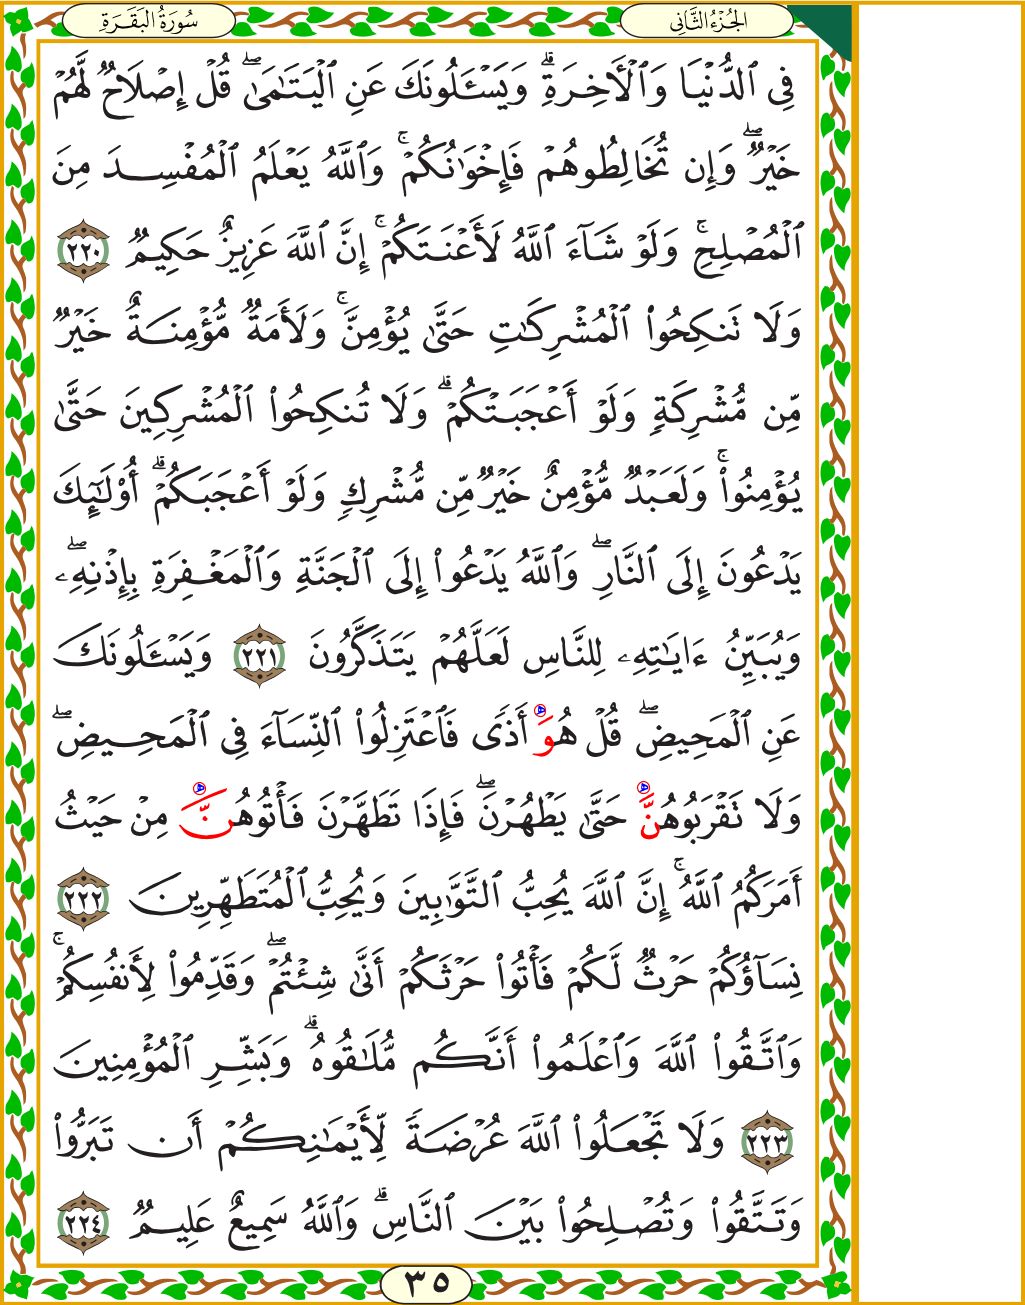 الجُزْءُ الثَّانِي
سُورَةُ البَقَرَةِ
فِي ٱلدُّنۡيَا وَٱلۡأٓخِرَةِۗ وَيَسۡـَٔلُونَكَ عَنِ ٱلۡيَتَٰمَىٰۖ قُلۡ إِصۡلَاحٞ لَّهُمۡ
خَيۡرٞۖ وَإِن تُخَالِطُوهُمۡ فَإِخۡوَٰنُكُمۡۚ وَٱللَّهُ يَعۡلَمُ ٱلۡمُفۡسِدَ مِنَ
ٱلۡمُصۡلِحِۚ وَلَوۡ شَآءَ ٱللَّهُ لَأَعۡنَتَكُمۡۚ إِنَّ ٱللَّهَ عَزِيزٌ حَكِيمٞ ٢٢٠
وَلَا تَنكِحُواْ ٱلۡمُشۡرِكَٰتِ حَتَّىٰ يُؤۡمِنَّۚ وَلَأَمَةٞ مُّؤۡمِنَةٌ خَيۡرٞ
مِّن مُّشۡرِكَةٖ وَلَوۡ أَعۡجَبَتۡكُمۡۗ وَلَا تُنكِحُواْ ٱلۡمُشۡرِكِينَ حَتَّىٰ
يُؤۡمِنُواْۚ وَلَعَبۡدٞ مُّؤۡمِنٌ خَيۡرٞ مِّن مُّشۡرِكٖ وَلَوۡ أَعۡجَبَكُمۡۗ أُوْلَٰٓئِكَ
يَدۡعُونَ إِلَى ٱلنَّارِۖ وَٱللَّهُ يَدۡعُوٓاْ إِلَى ٱلۡجَنَّةِ وَٱلۡمَغۡفِرَةِ بِإِذۡنِهِۦۖ
وَيُبَيِّنُ ءَايَٰتِهِۦ لِلنَّاسِ لَعَلَّهُمۡ يَتَذَكَّرُونَ ٢٢١ وَيَسۡـَٔلُونَكَ
عَنِ ٱلۡمَحِيضِۖ قُلۡ هُوَ أَذٗى فَٱعۡتَزِلُواْ ٱلنِّسَآءَ فِي ٱلۡمَحِيضِۖ
وَلَا تَقۡرَبُوهُنَّ حَتَّىٰ يَطۡهُرۡنَۖ فَإِذَا تَطَهَّرۡنَ فَأۡتُوهُنَّ مِنۡ حَيۡثُ
أَمَرَكُمُ ٱللَّهُۚ إِنَّ ٱللَّهَ يُحِبُّ ٱلتَّوَّٰبِينَ وَيُحِبُّ ٱلۡمُتَطَهِّرِينَ ٢٢٢
نِسَآؤُكُمۡ حَرۡثٞ لَّكُمۡ فَأۡتُواْ حَرۡثَكُمۡ أَنَّىٰ شِئۡتُمۡۖ وَقَدِّمُواْ لِأَنفُسِكُمۡۚ
وَٱتَّقُواْ ٱللَّهَ وَٱعۡلَمُوٓاْ أَنَّكُم مُّلَٰقُوهُۗ وَبَشِّرِ ٱلۡمُؤۡمِنِينَ
٢٢٣ وَلَا تَجۡعَلُواْ ٱللَّهَ عُرۡضَةٗ لِّأَيۡمَٰنِكُمۡ أَن تَبَرُّواْ
وَتَتَّقُواْ وَتُصۡلِحُواْ بَيۡنَ ٱلنَّاسِۗ وَٱللَّهُ سَمِيعٌ عَلِيمٞ ٢٢٤
٣٥